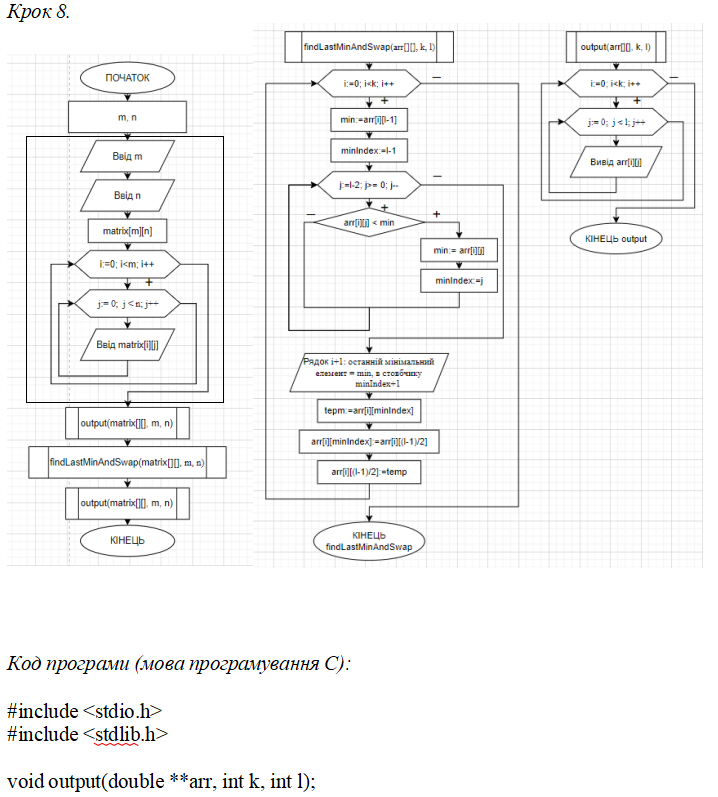 Крок 8.
ПОЧАТОК
m, n
Ввід m
Ввід n
matrix[m][n]
i:=0; i<m; i++
+
j:= 0; j < n; j++
Ввід matrix[i][j]
output(matrix[][], m, n)
findLastMinAndSwap(matrix[][], m, n)
output(matrix[][], m, n)
КІНЕЦЬ
findLastMinAndSwap(arr[][], k, l)
i:=0; i<k; i++
−
+
min:=arr[i][l-1]
minIndex:=l-1
j:=l-2; j>= 0; j--
−
+
−
arr[i][j] < min
+
min:= arr[i][j]
minIndex:=j
Рядок i+1: останній мінімальний
елемент = min, в стовбчику
minIndex+1
tepm:=arr[i][minIndex]
arr[i][minIndex]:=arr[i][(l-1)/2]
arr[i][(l-1)/2]:=temp
КІНЕЦЬ
findLastMinAndSwap
output(arr[][], k, l)
i:=0; i<k; i++
−
+
j:= 0; j < l; j++
Вивід arr[i][j]
КІНЕЦЬ output
Код програми (мова програмування C):
#include <stdio.h>
#include <stdlib.h>
void output(double **arr, int k, int l);